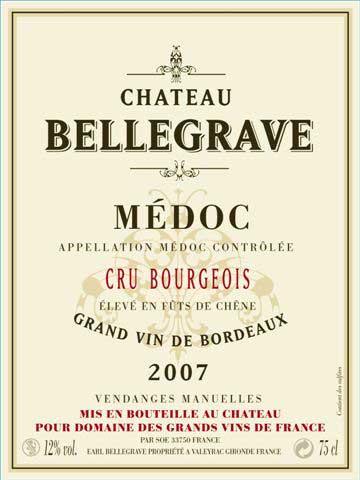 CHATEAU
BELLEGRAVE
MÉDOC
APPELLATION MÉDOC CONTRÔLÉE
CRU BOURGEOIS
ÉLEVÉ EN FÛTS DE CHÊNE
GRAND VIN DE BORDEAUX
2007
VENDANGES MANUELLES
MIS EN BOUTEILLE AU CHATEAU
POUR DOMAINE DES GRANDS VINS DE FRANCE
PAR SOE 33750 FRANCE
12% vol.
EARL BELLEGRAVE PROPRIÉTÉ A VALEYRAC GIRONDE FRANCE
75 cl
Contient des sulfites